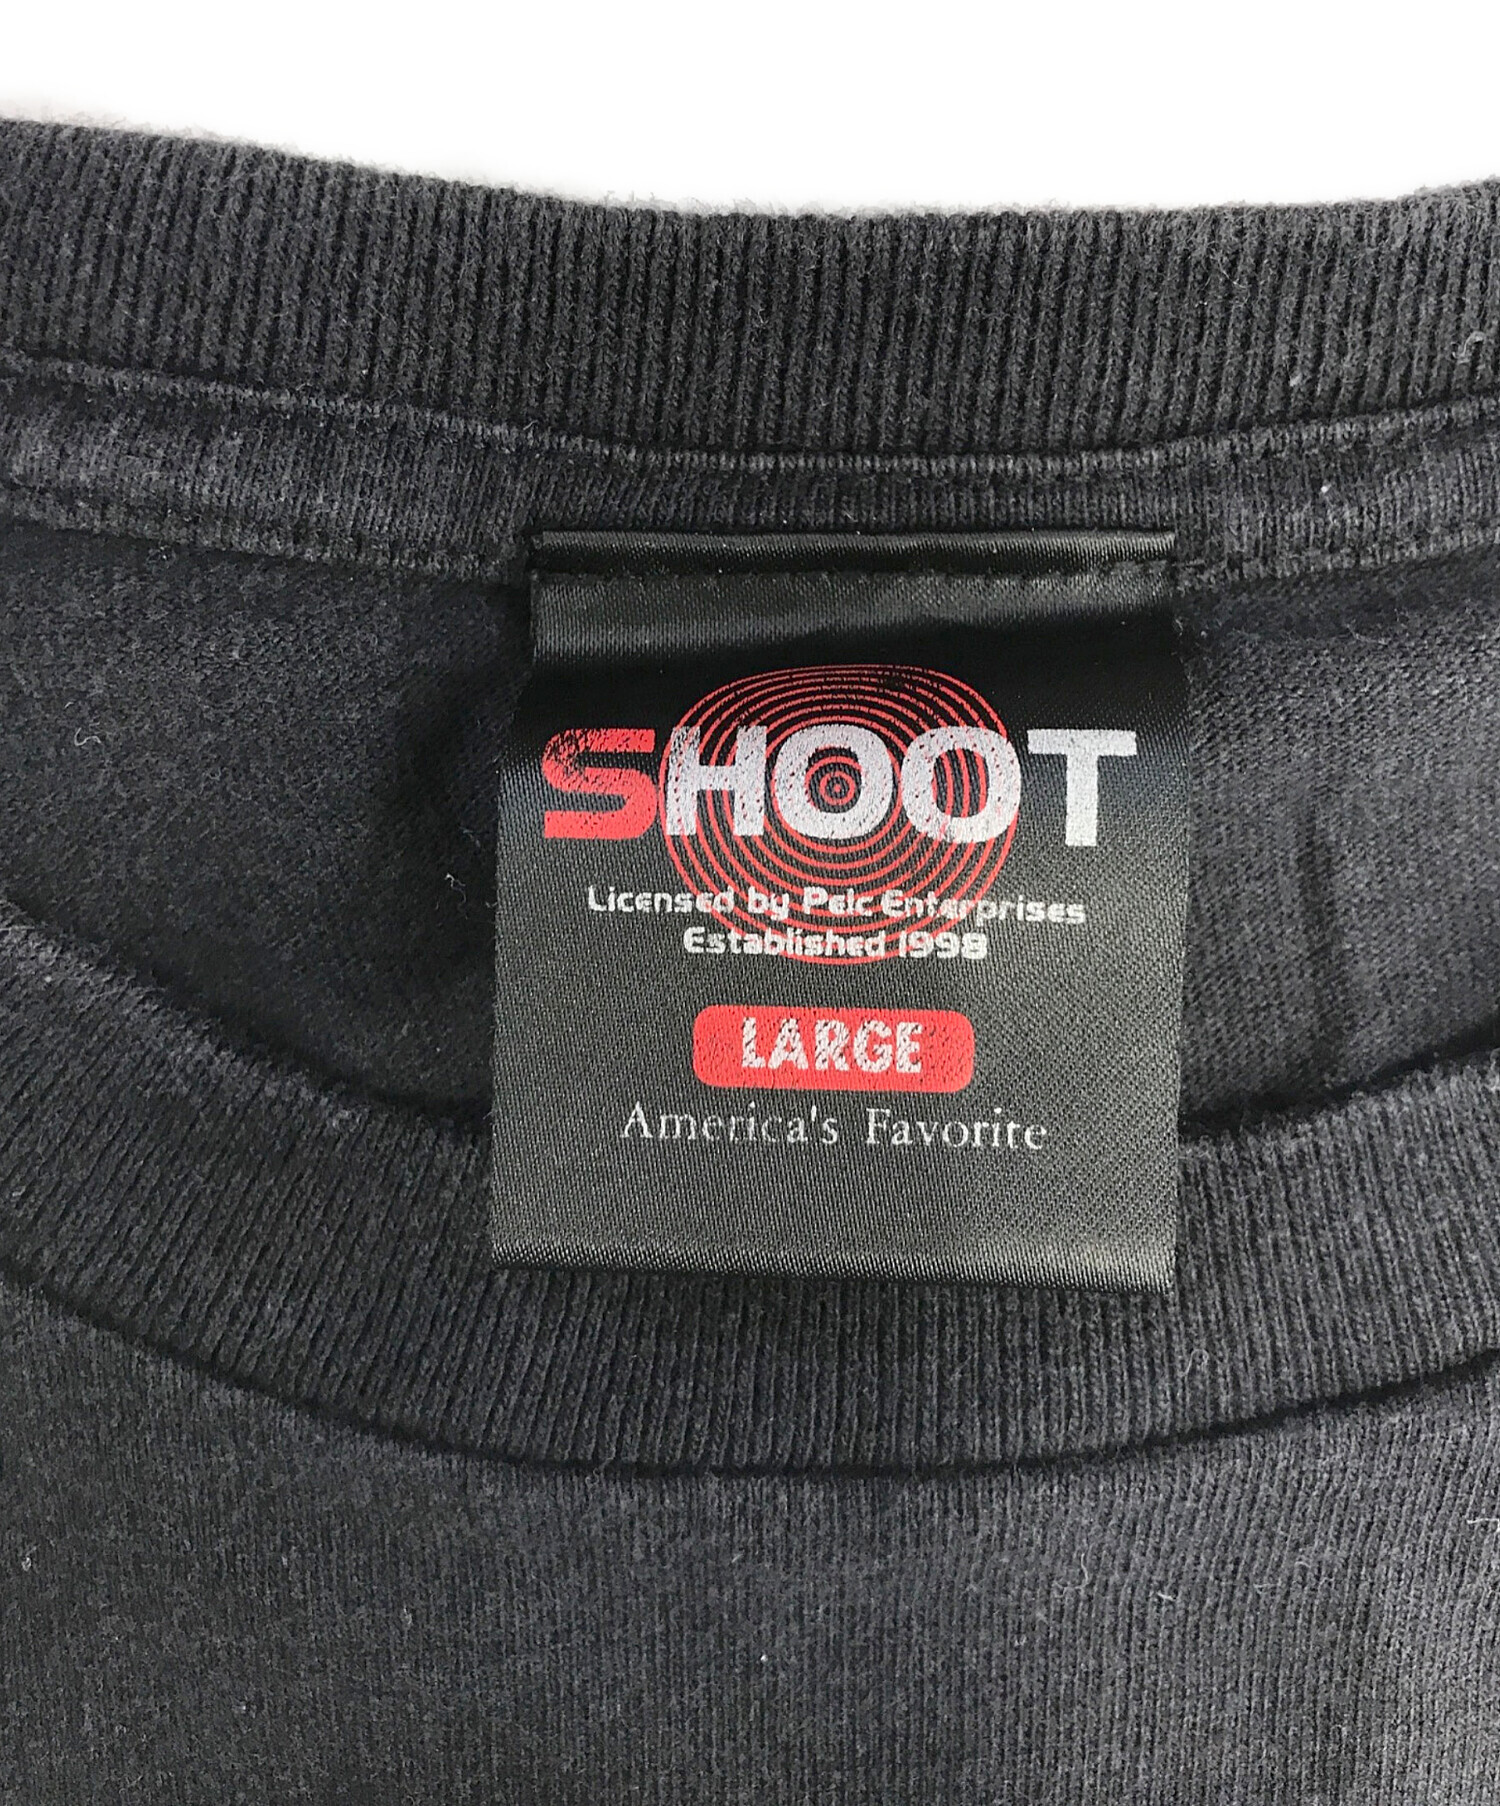 SHOOT
Licensed by Pelc Enterprises
Established 1998
LARGE
America's Favorite